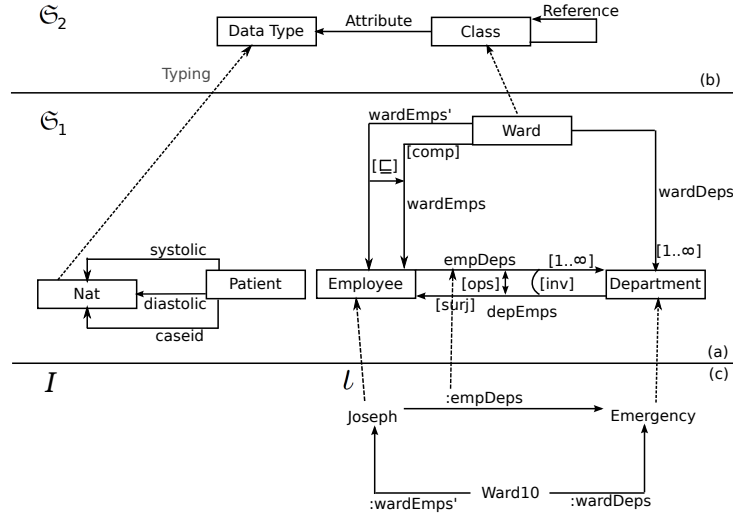 𝔖2
Data Type
Attribute
Class
Reference
Typing
(b)
𝔖1
wardEmps'
Ward
[comp]
[⊑]
wardEmps
wardDeps
[1..∞]
systolic
empDeps
[1..∞]
Nat
Patient
Employee
[ops]
[inv]
Department
diastolic
[surj]
depEmps
caseid
(a)
I
l
(c)
:empDeps
Joseph
Emergency
Ward10
:wardEmps'
:wardDeps